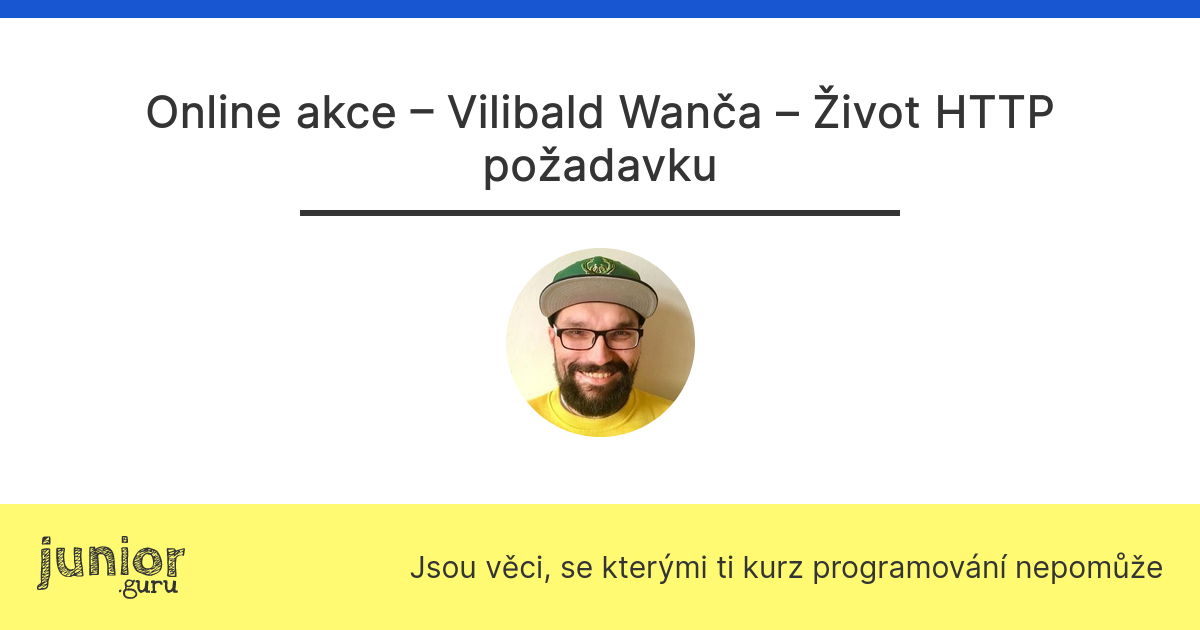 Online akce – Vilibald Wanča – Život HTTP
požadavku
junior
.guru
Jsou věci, se kterými ti kurz programování nepomůže